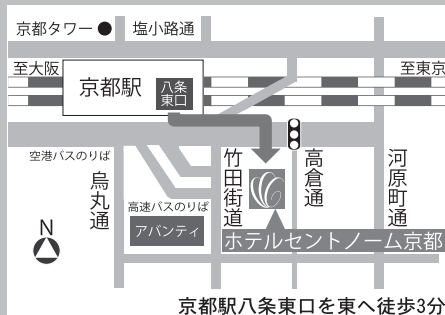 京都タワー
塩小路通
至大阪
至東京
京都駅
八条
東口
空港バスのりば
烏丸通
竹田街道
高倉通
河原町通
高速バスのりば
アバンティ
N
ホテルセントノーム京都
京都駅八条東口を東へ徒歩3分